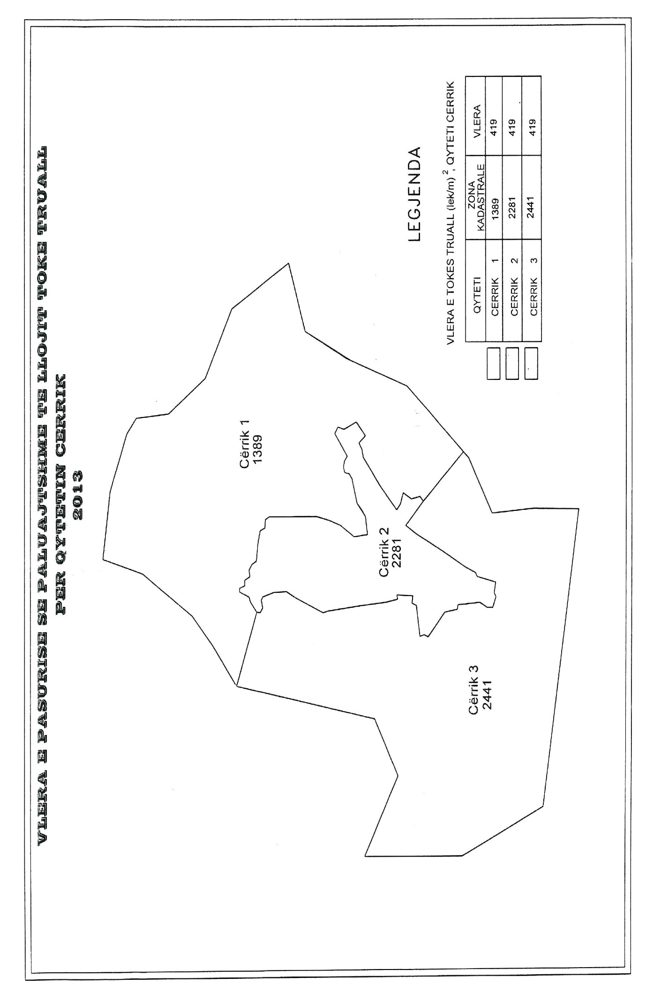 VLERA E PASURISE SE PALUAJTSHME TE LLOJIT TOKE TRUALL
PER QYTETIN CERRIK
2013
Cërrik 1
1389
Cërrik 2
2281
Cërrik 3
2441
LEGJENDA
VLERA E TOKES TRUALL (lek/m) ², QYTETI CERRIK
QYTETI ZONA KADASTRALE VLERA
CERRIK 1 1389 419
CERRIK 2 2281 419
CERRIK 3 2441 419